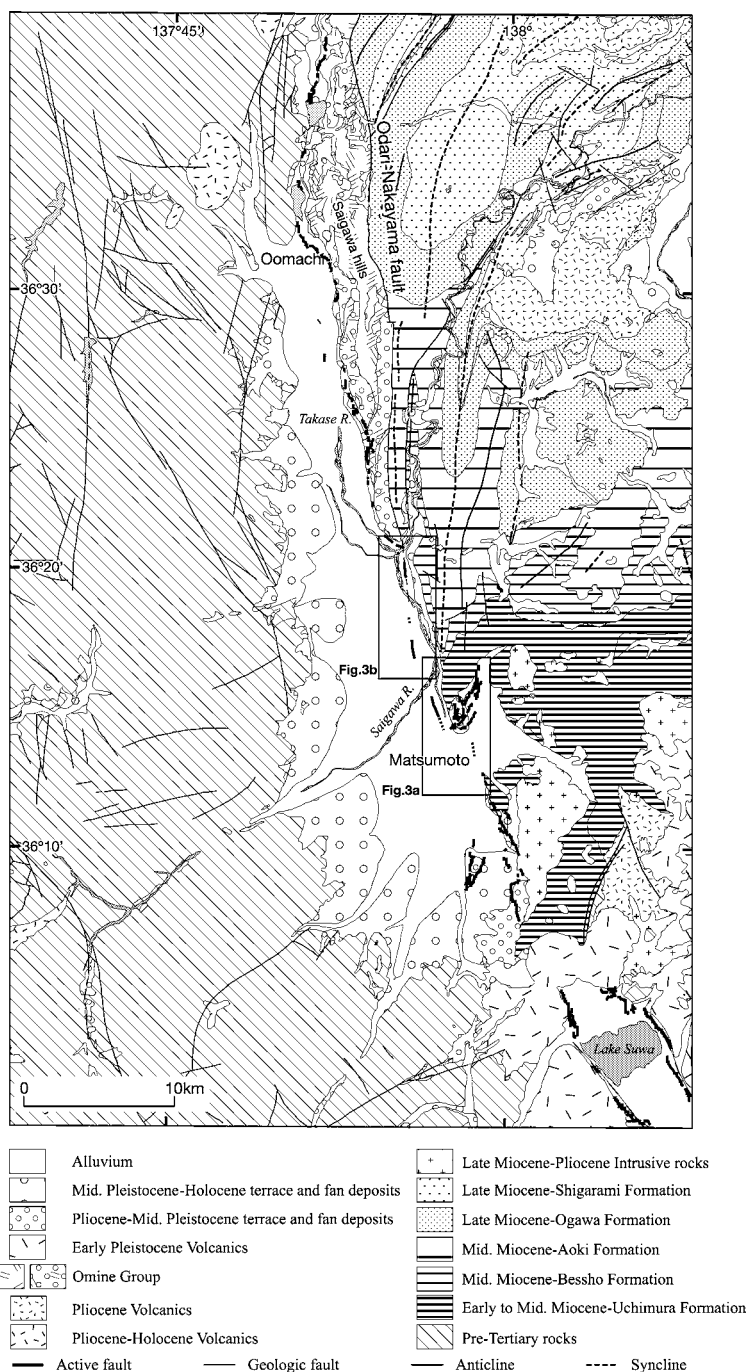 137°45'
138°
Odari-Nakayama fault
Saigawa hills
Oomachi
36°30'
Takase R.
36°20'
Fig.3b
Saigawa R.
Matsumoto
Fig.3a
36°10'
Lake Suwa
0 10km
Alluvium
Mid. Pleistocene-Holocene terrace and fan deposits
Pliocene-Mid. Pleistocene terrace and fan deposits
Early Pleistocene Volcanics
Omine Group
Pliocene Volcanics
Pliocene-Holocene Volcanics
Late Miocene-Pliocene Intrusive rocks
Late Miocene-Shigarami Formation
Late Miocene-Ogawa Formation
Mid. Miocene-Aoki Formation
Mid. Miocene-Bessho Formation
Early to Mid. Miocene-Uchimura Formation
Pre-Tertiary rocks
Active fault Geologic fault Anticline Syncline